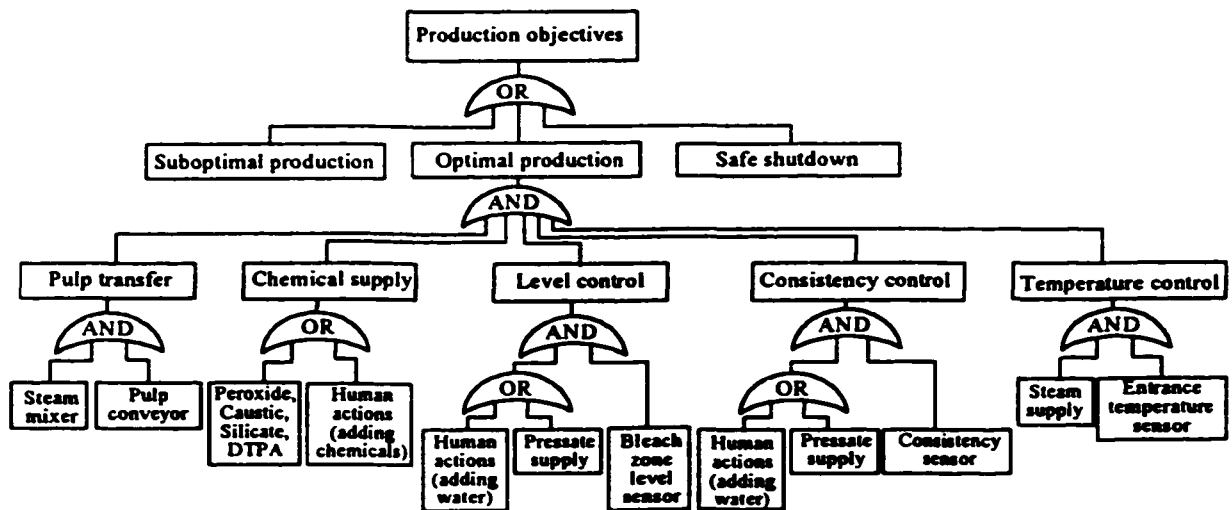 Production objectives
OR
Suboptimal production
Optimal production
Safe shutdown
AND
Pulp transfer
Chemical supply
Level control
Consistency control
Temperature control
AND
OR
AND
AND
AND
Steam
mixer
Pulp
conveyor
Peroxide,
Caustic,
Silicate,
DTPA
Human
actions
(adding
chemicals)
OR
Human
actions
(adding
water)
Pressate
supply
Bleach
zone
level
sensor
OR
Human
actions
(adding
water)
Pressate
supply
Consistency
sensor
Steam
supply
Entrance
temperature
sensor